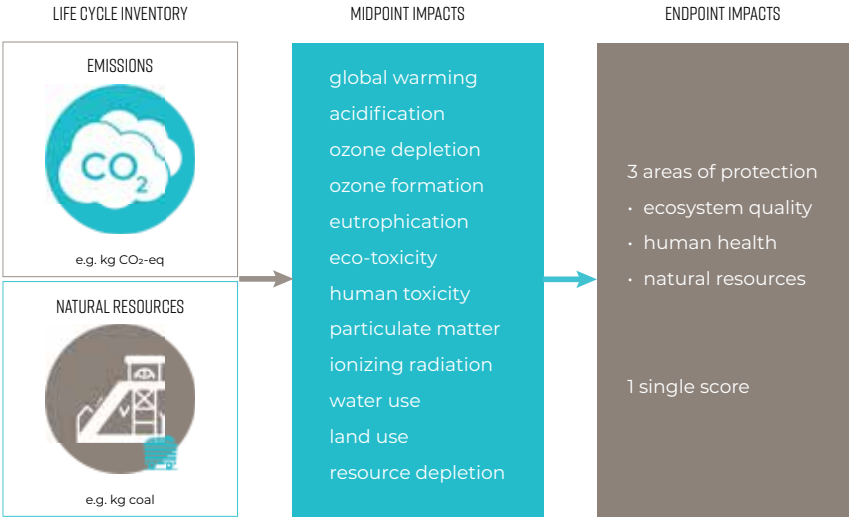 LIFE CYCLE INVENTORY
MIDPOINT IMPACTS
ENDPOINT IMPACTS
EMISSIONS
CO₂
e.g. kg CO₂-eq
NATURAL RESOURCES
e.g. kg coal
global warming
acidification
ozone depletion
ozone formation
eutrophication
eco-toxicity
human toxicity
particulate matter
ionizing radiation
water use
land use
resource depletion
3 areas of protection
• ecosystem quality
• human health
• natural resources
1 single score